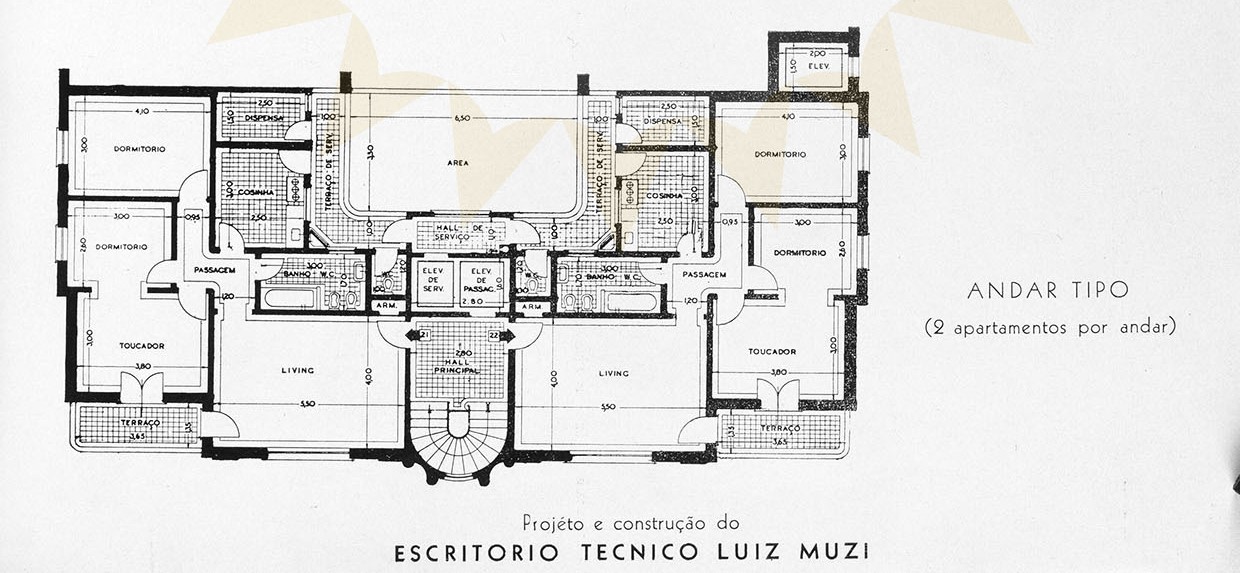 2,00
1,50
ELEV.
4,10
3,00
DORMITORIO
2,50
1,50
DISPENSA
1,00
6,50
3,50
AREA
1,00
2,50
1,50
DISPENSA
4,10
3,00
DORMITORIO
TERRAÇO DE SERV.
TERRAÇO DE SERV.
3,00
COSINHA
2,50
3,00
COSINHA
2,50
3,00
2,60
DORMITORIO
0,95
1,00
HALL DE
SERVIÇO
1,00
0,95
3,00
DORMITORIO
2,60
PASSAGEM
1,20
3,00
BANHO W.C.
W.C.
1,20
ELEV.
DE
SERV.
ELEV.
DE
PASSAG.
2,80
W.C.
3,00
BANHO W.C.
PASSAGEM
1,20
ARM.
ARM.
3,00
TOUCADOR
3,80
LIVING
4,00
5,50
21
22
2,80
HALL
PRINCIPAL
LIVING
4,00
5,50
3,00
TOUCADOR
3,80
TERRAÇO
3,65
1,35
1,35
TERRAÇO
3,65
ANDAR TIPO
(2 apartamentos por andar)
Projéto e construção do
ESCRITORIO TECNICO LUIZ MUZI